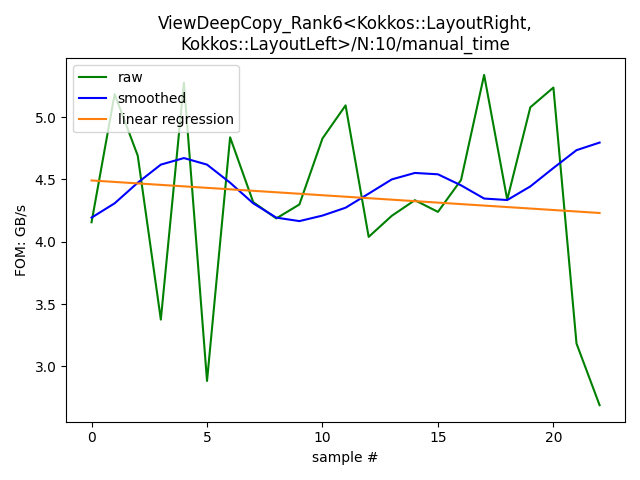 ViewDeepCopy_Rank6<Kokkos::LayoutRight,
Kokkos::LayoutLeft>/N:10/manual_time
raw
smoothed
linear regression
FOM: GB/s
5.0
4.5
4.0
3.5
3.0
0
5
10
15
20
sample #